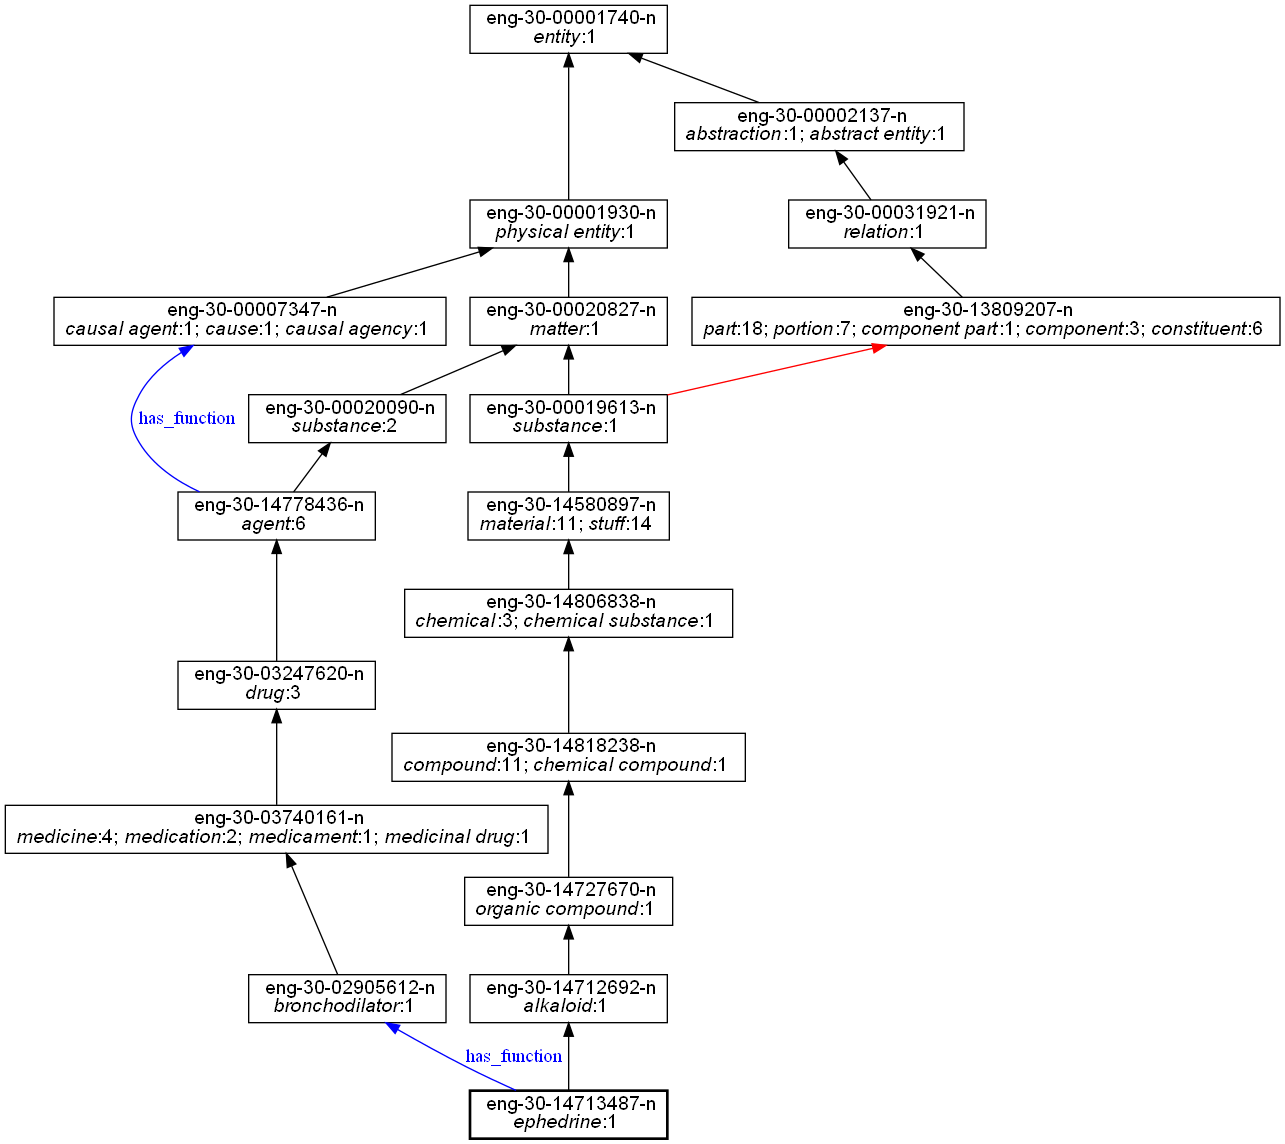 eng-30-00001740-n
entity:1
eng-30-00002137-n
abstraction:1; abstract entity:1
eng-30-00001930-n
physical entity:1
eng-30-00031921-n
relation:1
eng-30-00007347-n
causal agent:1; cause:1; causal agency:1
eng-30-00020827-n
matter:1
eng-30-13809207-n
part:18; portion:7; component part:1; component:3; constituent:6
has_function
eng-30-00020090-n
substance:2
eng-30-00019613-n
substance:1
eng-30-14778436-n
agent:6
eng-30-14580897-n
material:11; stuff:14
eng-30-14806838-n
chemical:3; chemical substance:1
eng-30-03247620-n
drug:3
eng-30-14818238-n
compound:11; chemical compound:1
eng-30-03740161-n
medicine:4; medication:2; medicament:1; medicinal drug:1
eng-30-14727670-n
organic compound:1
eng-30-02905612-n
bronchodilator:1
eng-30-14712692-n
alkaloid:1
has_function
eng-30-14713487-n
ephedrine:1